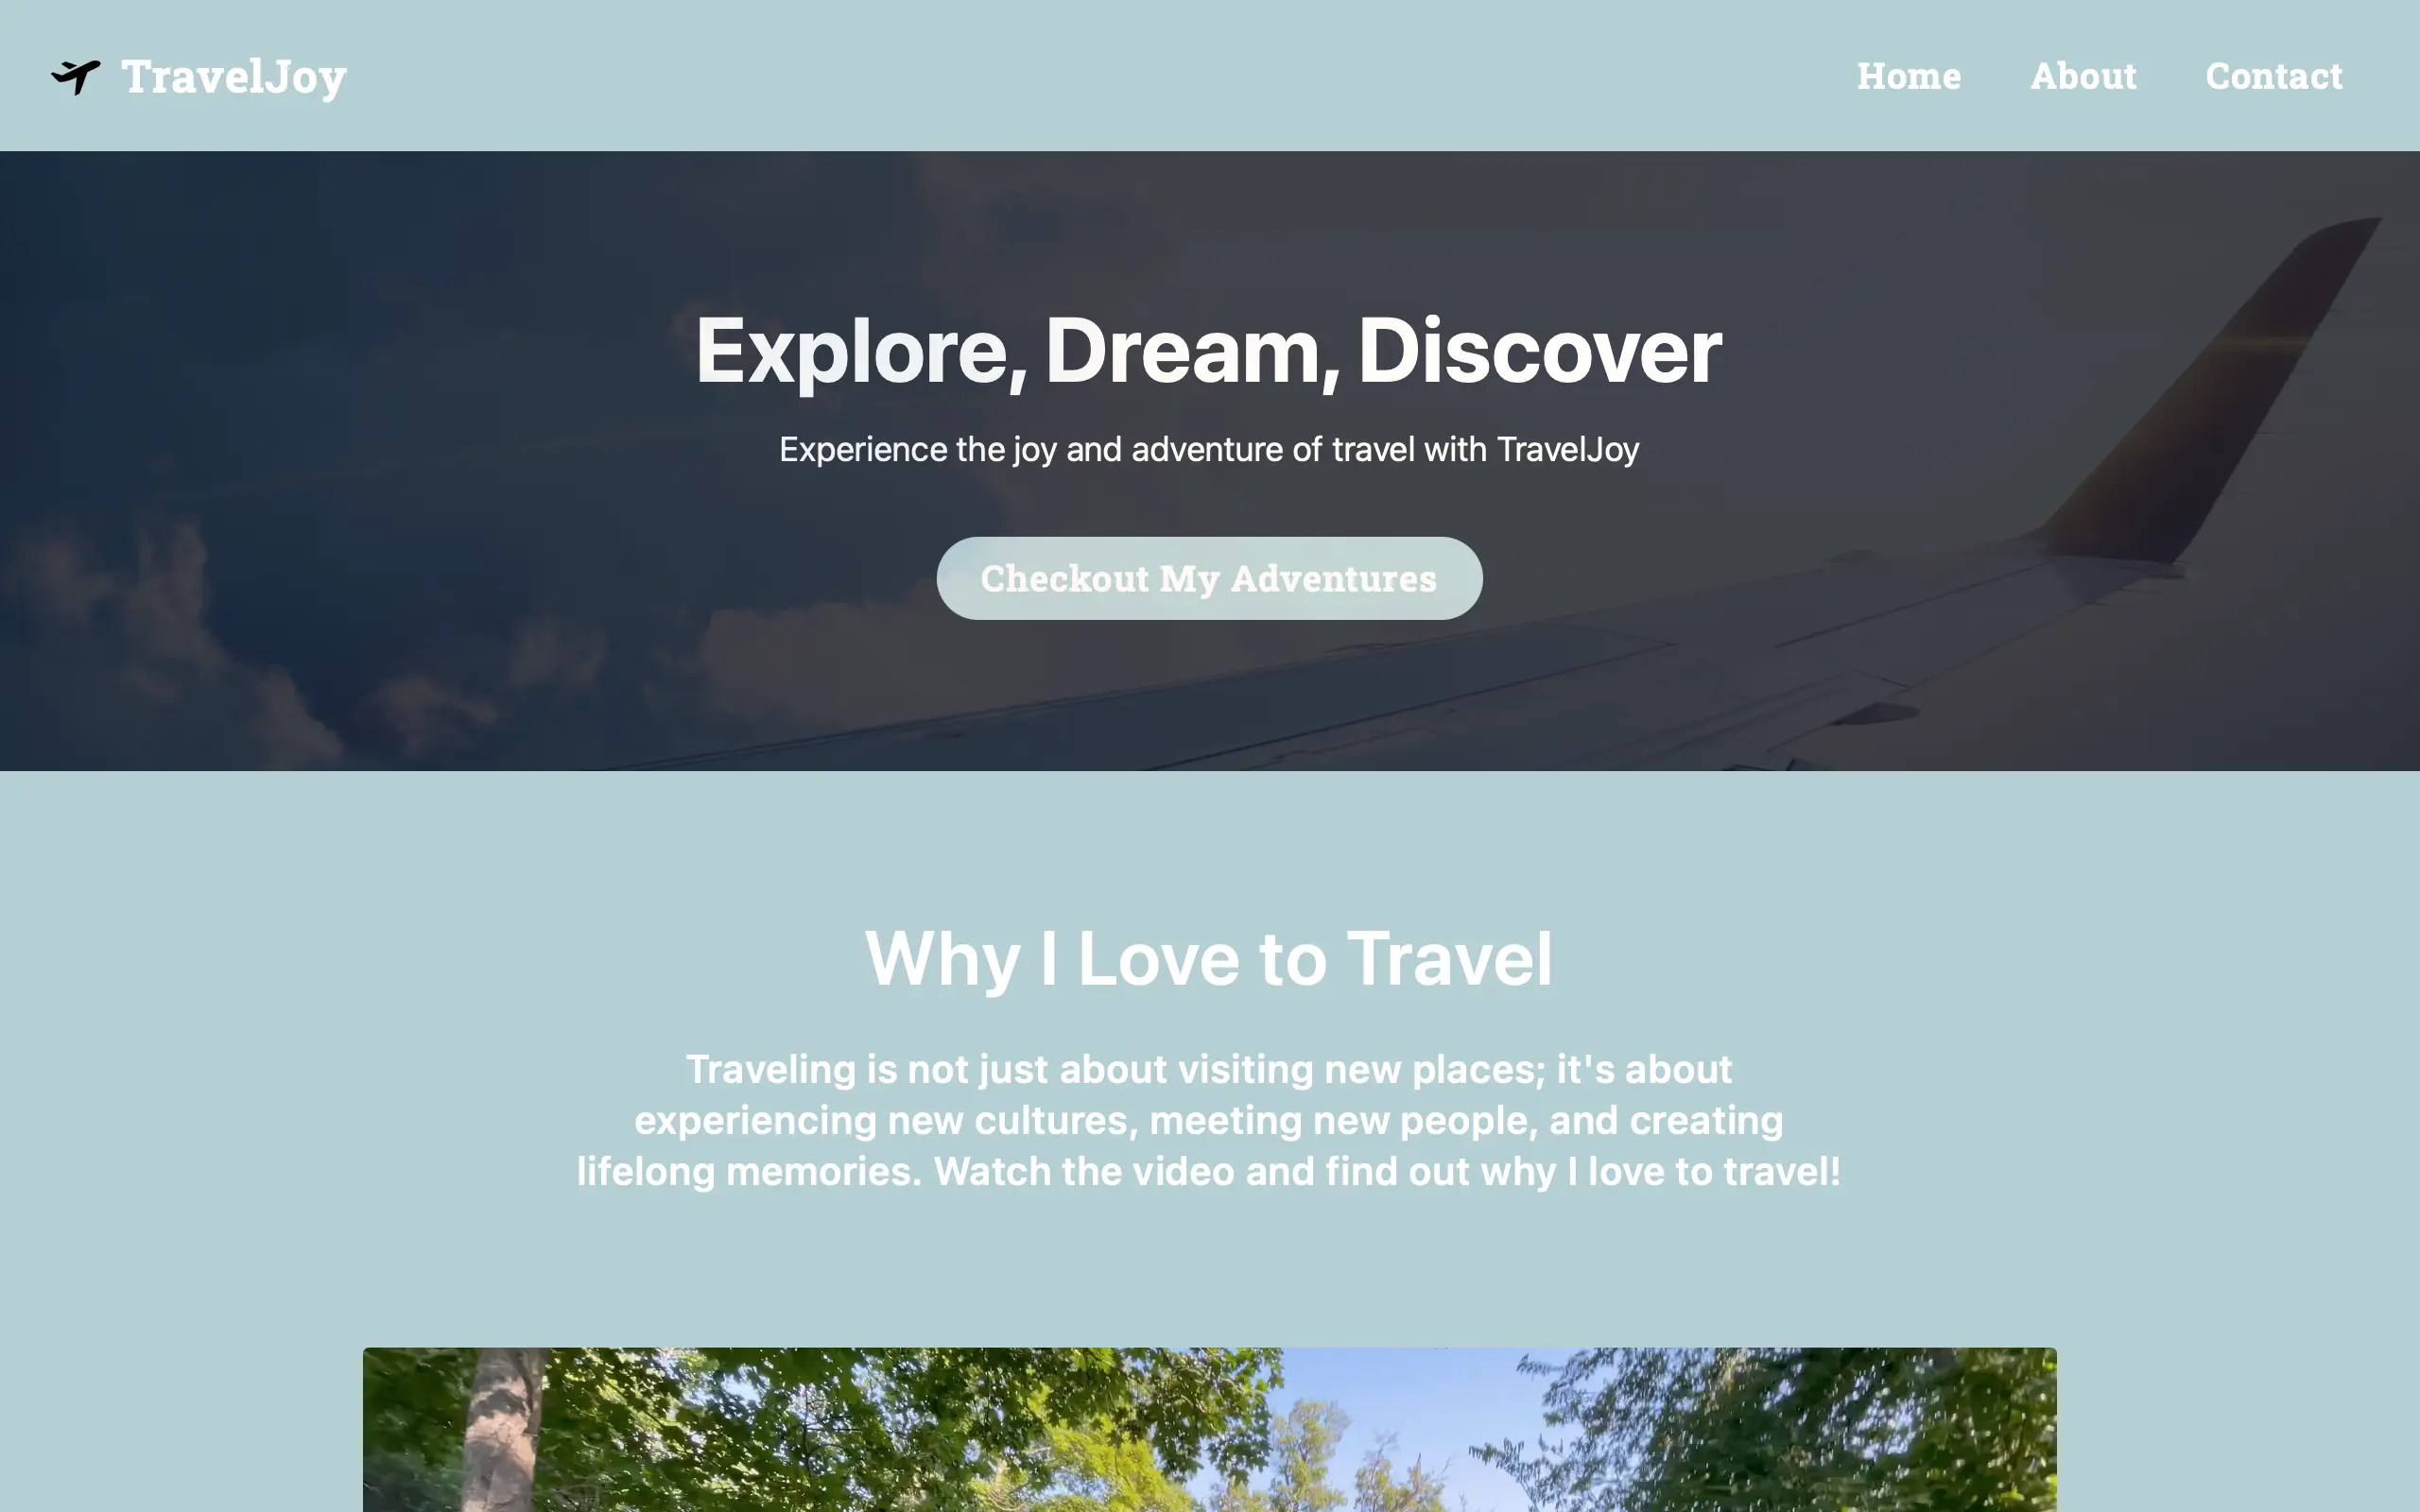 TravelJoy
Home
About
Contact
Explore, Dream, Discover
Experience the joy and adventure of travel with TravelJoy
Checkout My Adventures
Why I Love to Travel
Traveling is not just about visiting new places; it's about
experiencing new cultures, meeting new people, and creating
lifelong memories. Watch the video and find out why I love to travel!